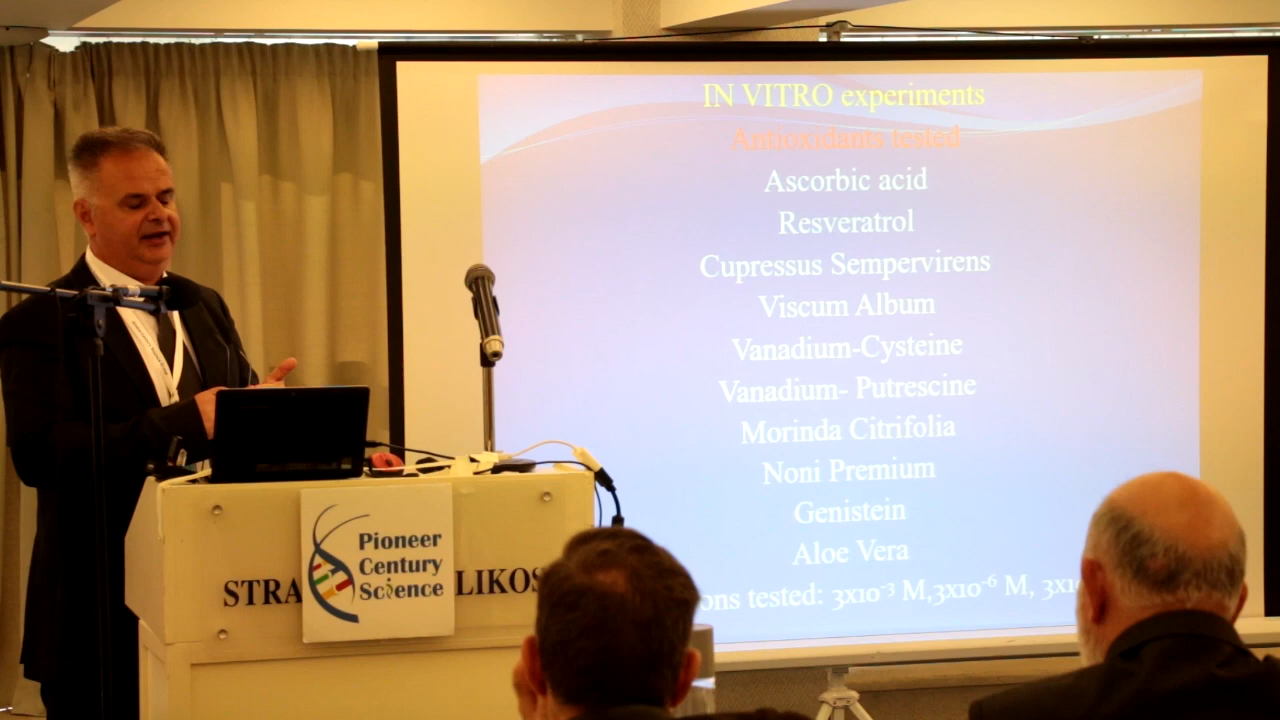 IN VITRO experiments
Antioxidants tested
Ascorbic acid
Resveratrol
Cupressus Sempervirens
Viscum Album
Vanadium-Cysteine
Vanadium- Putrescine
Morinda Citrifolia
Noni Premium
Genistein
Aloe Vera
ons tested: 3x10⁻³ M,3x10⁻⁶ M, 3x1
Pioneer
Century
Science
STRA LIKOS